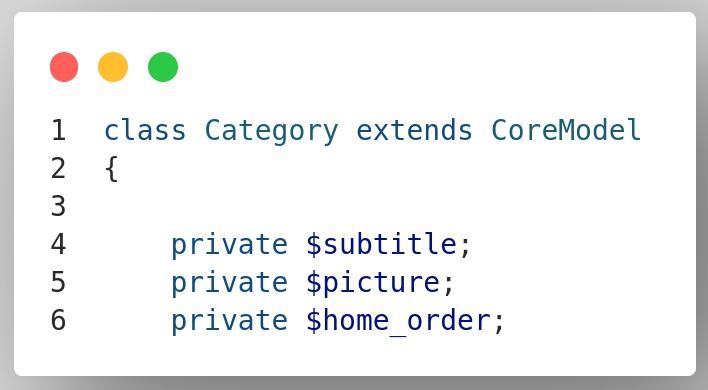 1 class Category extends CoreModel
2 {
3
4     private $subtitle;
5     private $picture;
6     private $home_order;